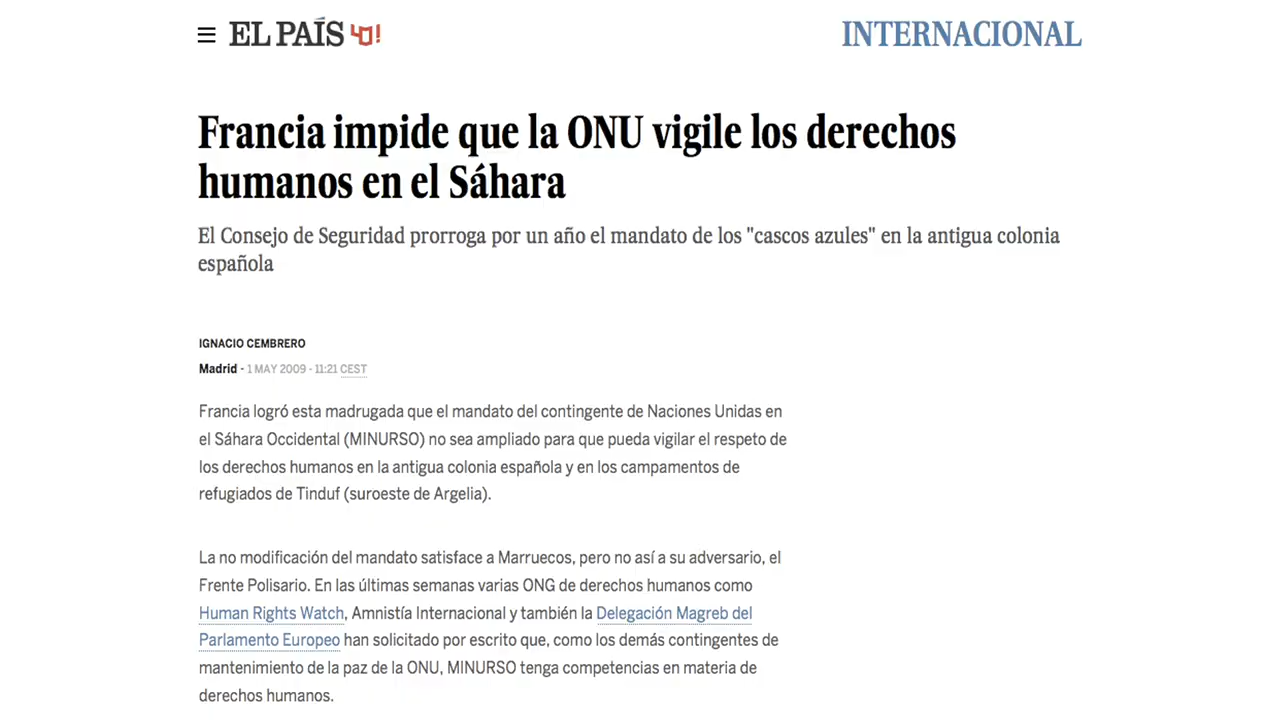 EL PAÍS 40!
INTERNACIONAL
Francia impide que la ONU vigile los derechos
humanos en el Sáhara
El Consejo de Seguridad prorroga por un año el mandato de los "cascos azules" en la antigua colonia
española
IGNACIO CEMBRERO
Madrid - 1 MAY 2009 - 11:21 CEST
Francia logró esta madrugada que el mandato del contingente de Naciones Unidas en
el Sáhara Occidental (MINURSO) no sea ampliado para que pueda vigilar el respeto de
los derechos humanos en la antigua colonia española y en los campamentos de
refugiados de Tinduf (suroeste de Argelia).
La no modificación del mandato satisface a Marruecos, pero no así a su adversario, el
Frente Polisario. En las últimas semanas varias ONG de derechos humanos como
Human Rights Watch, Amnistía Internacional y también la Delegación Magreb del
Parlamento Europeo han solicitado por escrito que, como los demás contingentes de
mantenimiento de la paz de la ONU, MINURSO tenga competencias en materia de
derechos humanos.